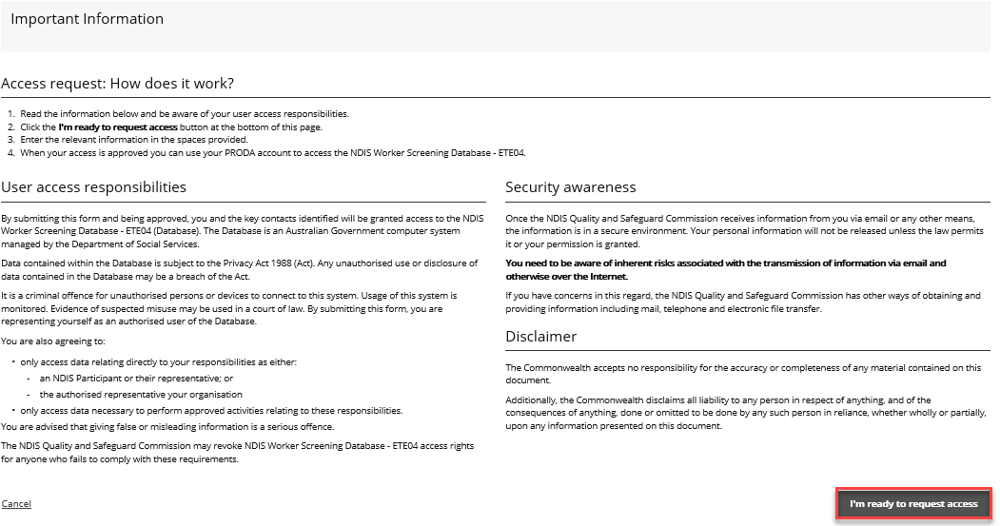 Important Information
Access request: How does it work?
1. Read the information below and be aware of your user access responsibilities.
2. Click the I'm ready to request access button at the bottom of this page.
3. Enter the relevant information in the spaces provided.
4. When your access is approved you can use your PRODA account to access the NDIS Worker Screening Database - ETE04.
User access responsibilities
By submitting this form and being approved, you and the key contacts identified will be granted access to the NDIS
Worker Screening Database - ETE04 (Database). The Database is an Australian Government computer system
managed by the Department of Social Services.
Data contained within the Database is subject to the Privacy Act 1988 (Act). Any unauthorised use or disclosure of
data contained in the Database may be a breach of the Act.
It is a criminal offence for unauthorised persons or devices to connect to this system. Usage of this system is
monitored. Evidence of suspected misuse may be used in a court of law. By submitting this form, you are
representing yourself as an authorised user of the Database.
You are also agreeing to:
• only access data relating directly to your responsibilities as either:
- an NDIS Participant or their representative; or
- the authorised representative your organisation
• only access data necessary to perform approved activities relating to these responsibilities.
You are advised that giving false or misleading information is a serious offence.
The NDIS Quality and Safeguard Commission may revoke NDIS Worker Screening Database - ETE04 access rights
for anyone who fails to comply with these requirements.
Security awareness
Once the NDIS Quality and Safeguard Commission receives information from you via email or any other means,
the information is in a secure environment. Your personal information will not be released unless the law permits
it or your permission is granted.
You need to be aware of inherent risks associated with the transmission of information via email and
otherwise over the Internet.
If you have concerns in this regard, the NDIS Quality and Safeguard Commission has other ways of obtaining and
providing information including mail, telephone and electronic file transfer.
Disclaimer
The Commonwealth accepts no responsibility for the accuracy or completeness of any material contained on this
document.
Additionally, the Commonwealth disclaims all liability to any person in respect of anything, and of the
consequences of anything, done or omitted to be done by any such person in reliance, whether wholly or partially,
upon any information presented on this document.
Cancel
I'm ready to request access